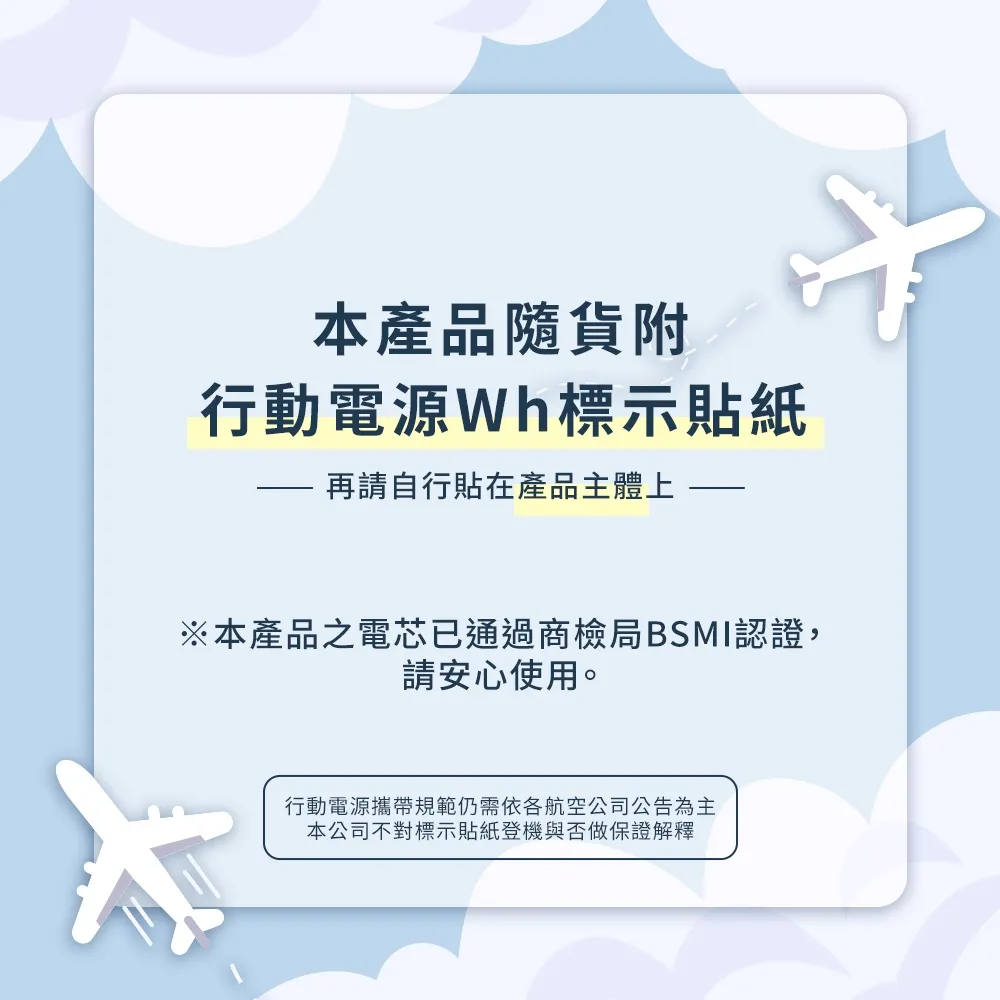 本產品隨貨附
行動電源Wh標示貼紙
再請自行貼在產品主體上
※本產品之電芯已通過商檢局BSMI認證，
請安心使用。
行動電源攜帶規範仍需依各航空公司公告為主
本公司不對標示貼紙登機與否做保證解釋